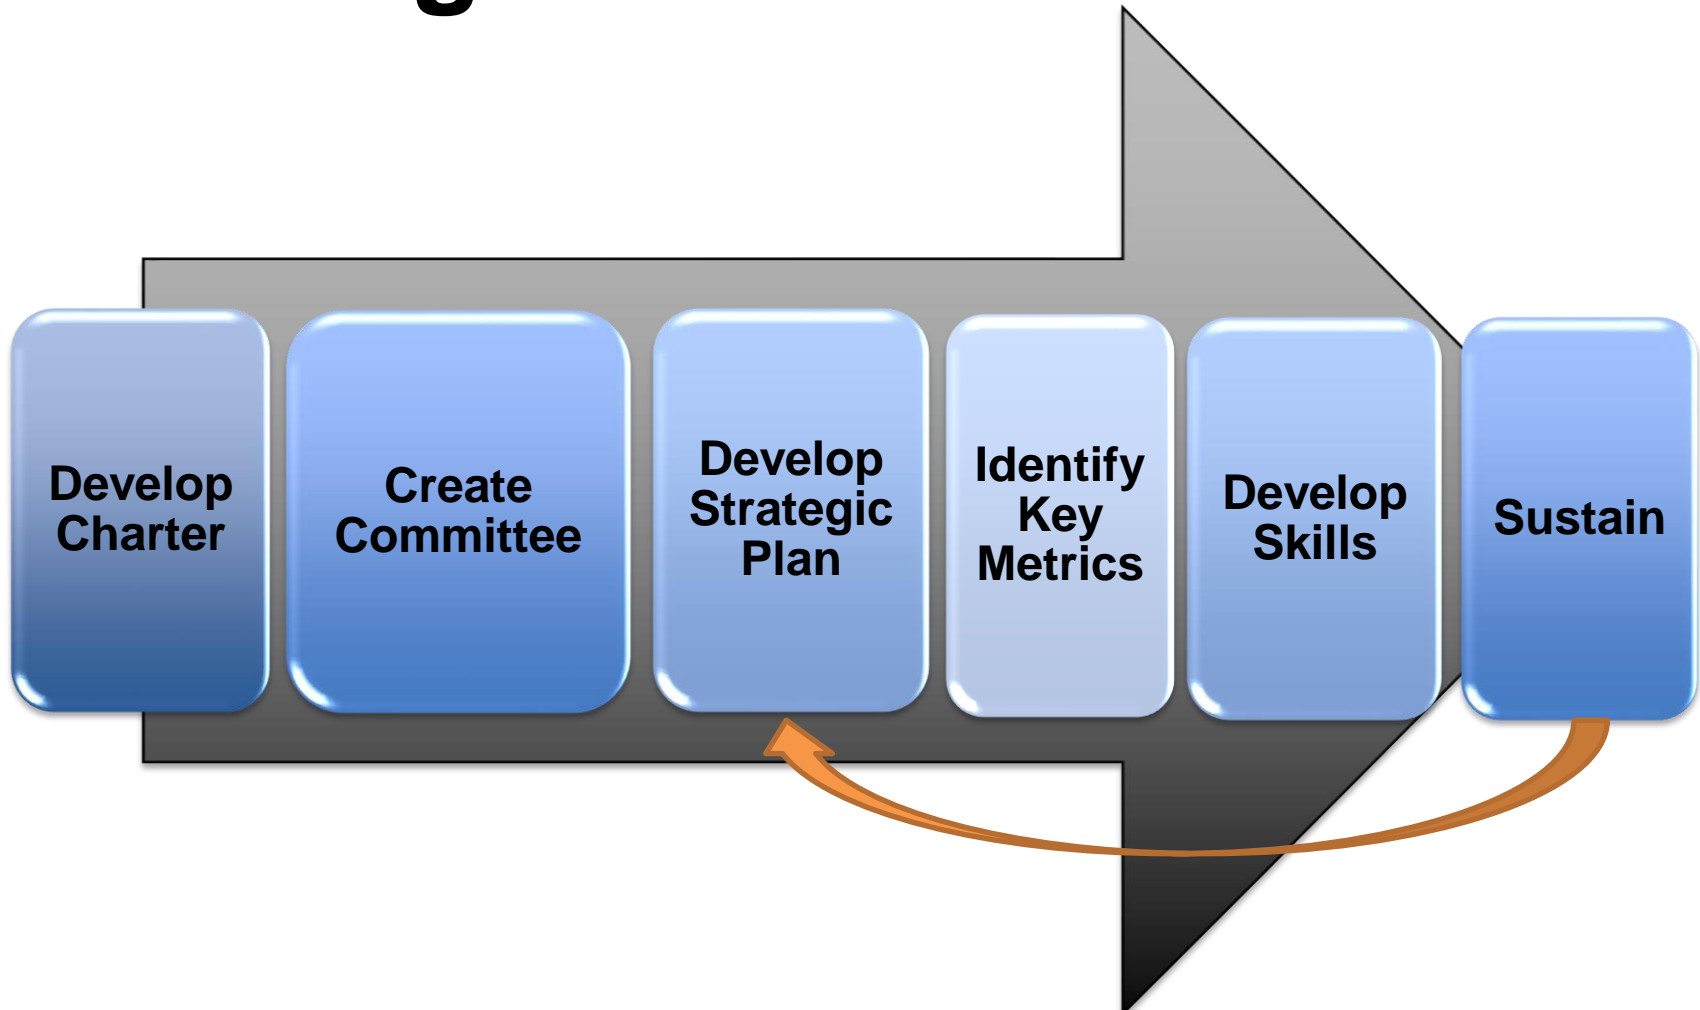 Develop
Charter
Create
Committee
Develop
Strategic
Plan
Identify
Key
Metrics
Develop
Skills
Sustain